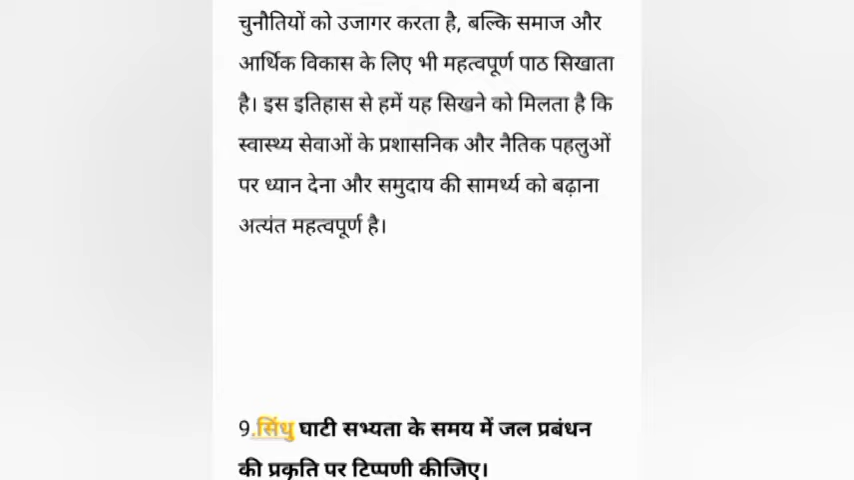 चुनौतियों को उजागर करता है, बल्कि समाज और
आर्थिक विकास के लिए भी महत्वपूर्ण पाठ सिखाता
है। इस इतिहास से हमें यह सिखने को मिलता है कि
स्वास्थ्य सेवाओं के प्रशासनिक और नैतिक पहलुओं
पर ध्यान देना और समुदाय की सामर्थ्य को बढ़ाना
अत्यंत महत्वपूर्ण है।
9.सिंधु घाटी सभ्यता के समय में जल प्रबंधन
की प्रकृति पर टिप्पणी कीजिए।